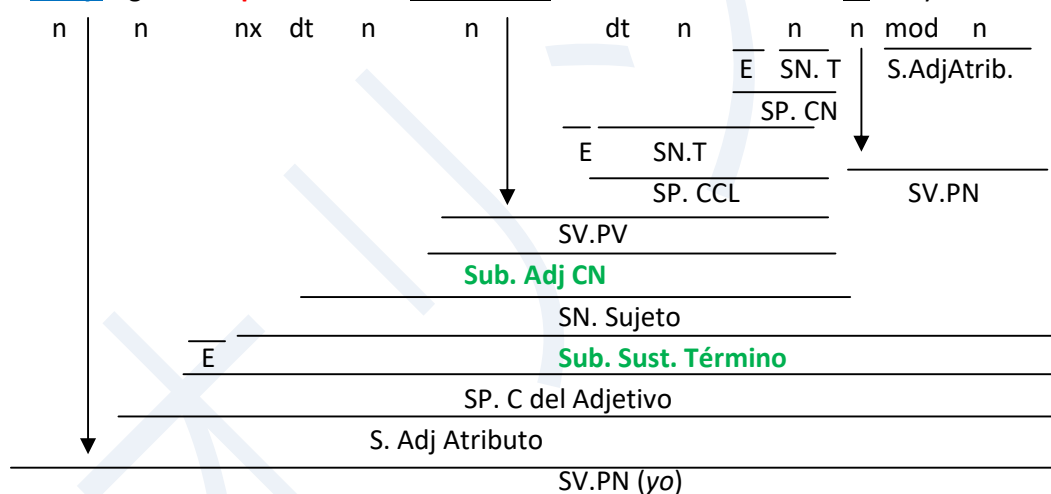 n n nx dt n n dt n n n mod n
E SN. T S.AdjAtrib.
SP. CN
E SN.T
SP. CCL SV.PN
SV.PV
Sub. Adj CN
SN. Sujeto
E Sub. Sust. Término
SP. C del Adjetivo
S. Adj Atributo
SV.PN (yo)